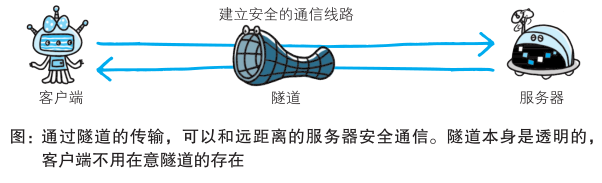 建立安全的通信线路
客户端
隧道
服务器
图：通过隧道的传输，可以和远距离的服务器安全通信。隧道本身是透明的，
客户端不用在意隧道的存在